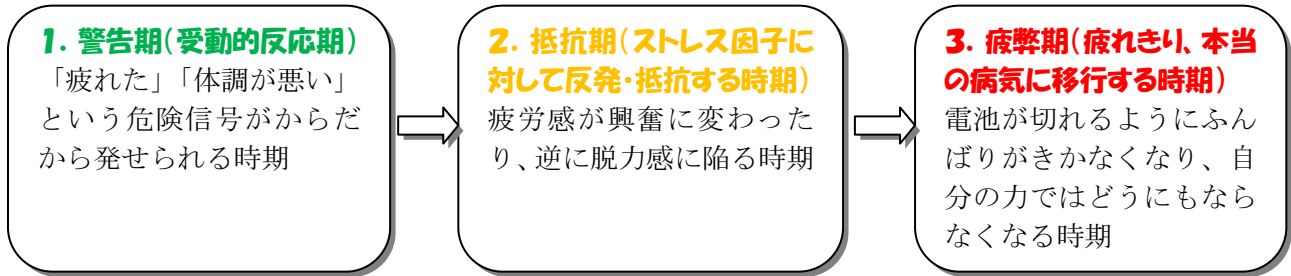 1. 警告期(受動的反応期)
「疲れた」「体調が悪い」
という危険信号がからだ
から発せられる時期
2. 抵抗期(ストレス因子に
対して反発・抵抗する時期)
疲労感が興奮に変わった
り、逆に脱力感に陥る時期
3. 疲弊期(疲れきり、本当
の病気に移行する時期)
電池が切れるようにふん
ばりがきかなくなり、自
分の力ではどうにもなら
なくなる時期